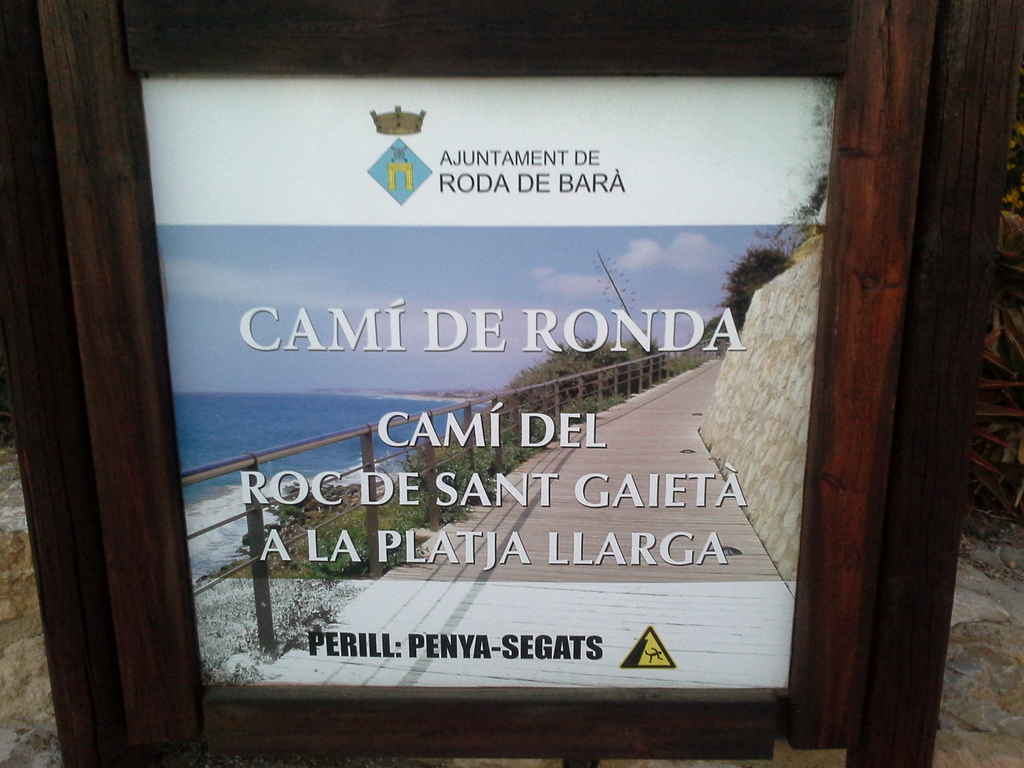 AJUNTAMENT DE
RODA DE BARÀ
CAMÍ DE RONDA
CAMÍ DEL
ROC DE SANT GAIETÀ
A LA PLATJA LLARGA
PERILL: PENYA-SEGATS